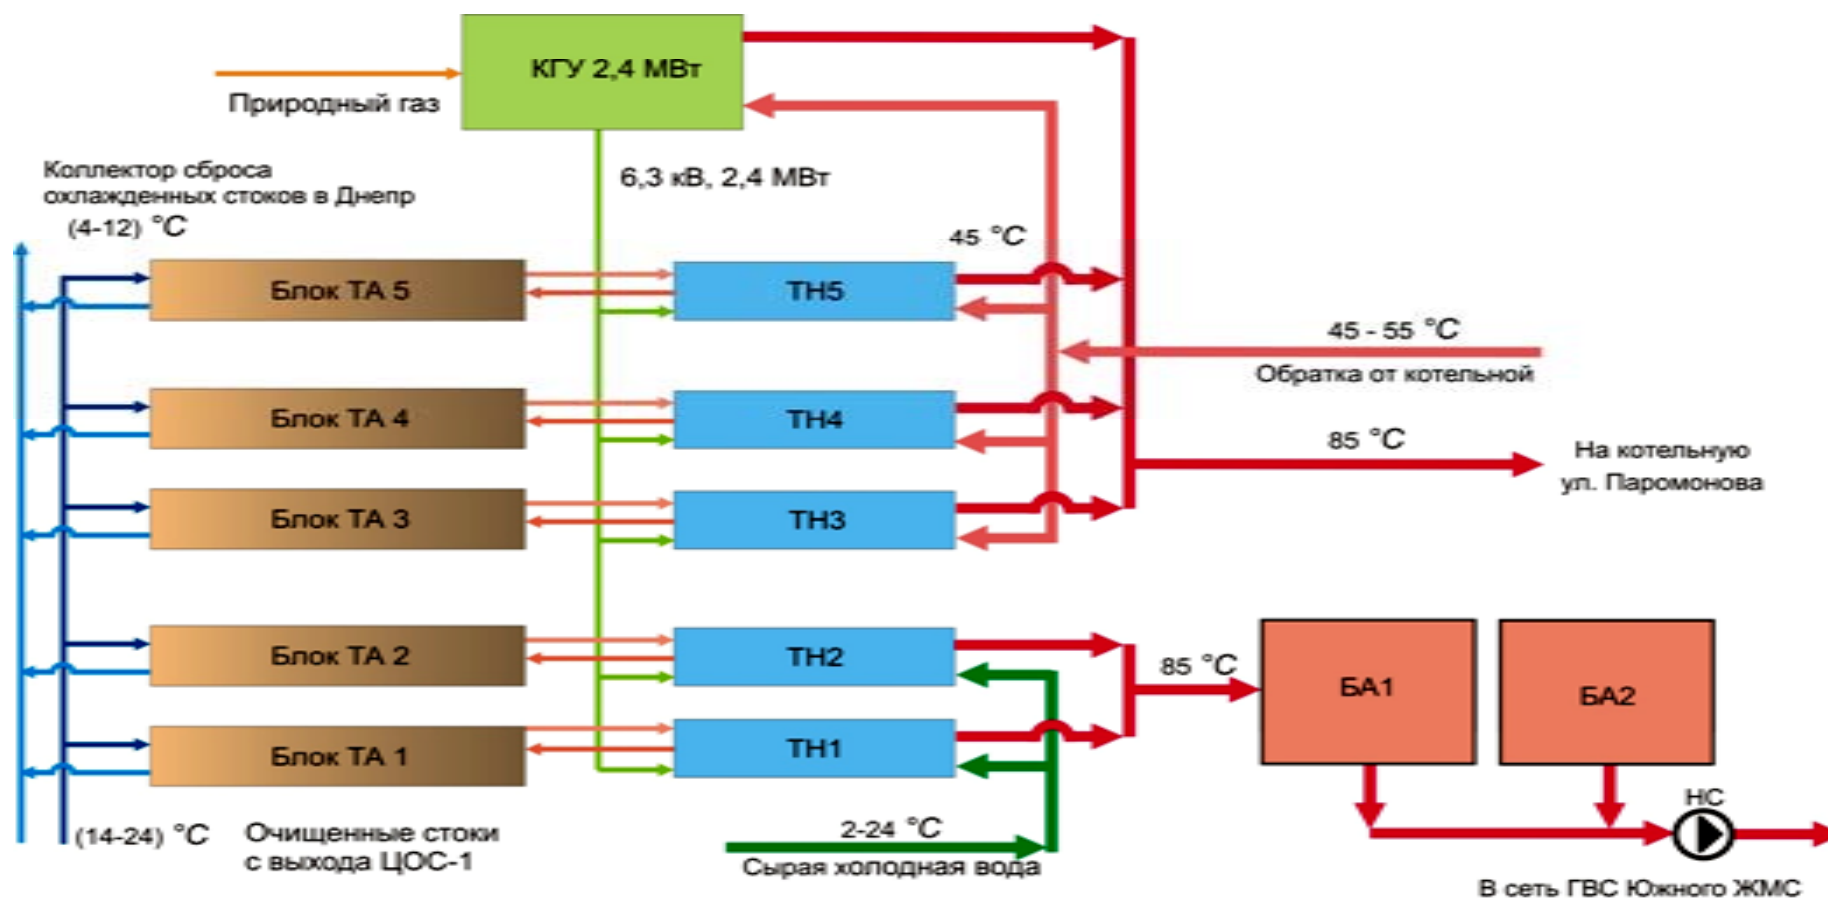 КГУ 2,4 МВт
Природный газ
6,3 кВ, 2,4 МВт
Коллектор сброса
охлажденных стоков в Днепр
(4-12) °C
45 °C
Блок ТА 5
ТН5
45 - 55 °C
Обратка от котельной
Блок ТА 4
ТН4
85 °C
На котельную
ул. Паромонова
Блок ТА 3
ТН3
Блок ТА 2
ТН2
85 °C
БА1
БА2
Блок ТА 1
ТН1
НС
(14-24) °C
Очищенные стоки
с выхода ЦОС-1
2-24 °C
Сырая холодная вода
В сеть ГВС Южного ЖМС